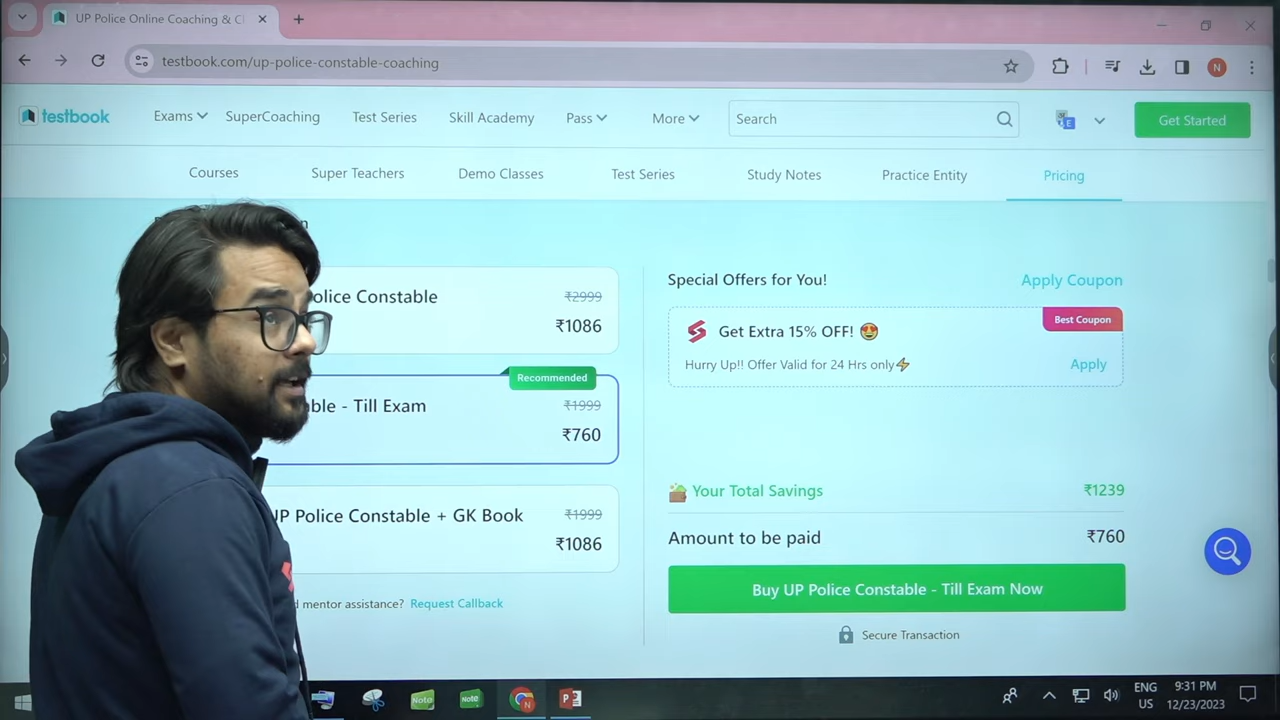 UP Police Online Coaching & Cl
testbook.com/up-police-constable-coaching
N
testbook
Exams
SuperCoaching
Test Series
Skill Academy
Pass
More
Search
E
Get Started
Courses
Super Teachers
Demo Classes
Test Series
Study Notes
Practice Entity
Pricing
olice Constable
₹2999
₹1086
Recommended
ble - Till Exam
₹1999
₹760
UP Police Constable + GK Book
₹1999
₹1086
d mentor assistance? Request Callback
Special Offers for You!
Apply Coupon
Best Coupon
Get Extra 15% OFF! 😍
Hurry Up!! Offer Valid for 24 Hrs only⚡
Apply
Your Total Savings
₹1239
Amount to be paid
₹760
Buy UP Police Constable - Till Exam Now
Secure Transaction
Note
Note
N
ENG
US
9:31 PM
12/23/2023